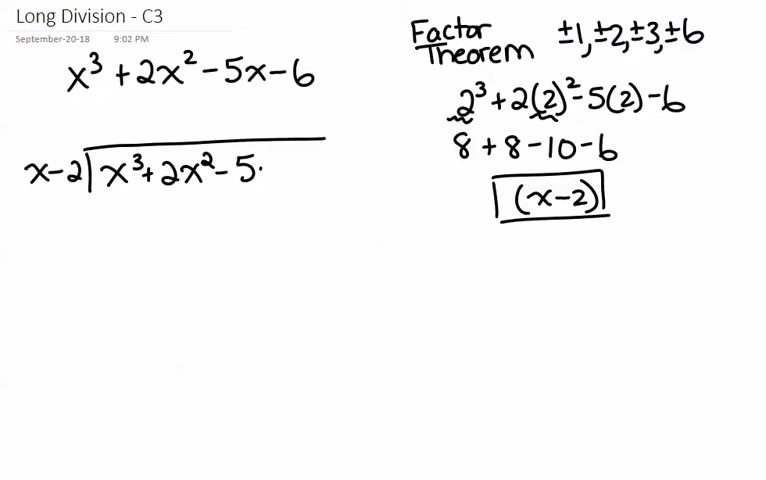 Long Division - C3
September-20-18 9:02 PM
x³ + 2x² - 5x - 6
x-2 x³ + 2x² - 5
Factor Theorem ±1, ±2, ±3, ±6
2³ + 2(2)² - 5(2) - 6
8 + 8 - 10 - 6
(x-2)